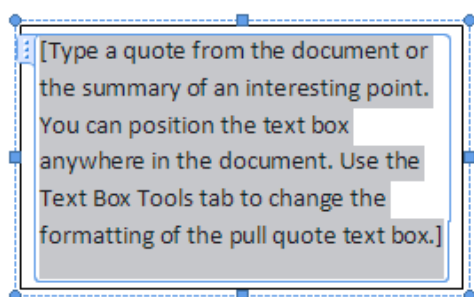 [Type a quote from the document or
the summary of an interesting point.
You can position the text box
anywhere in the document. Use the
Text Box Tools tab to change the
formatting of the pull quote text box.]